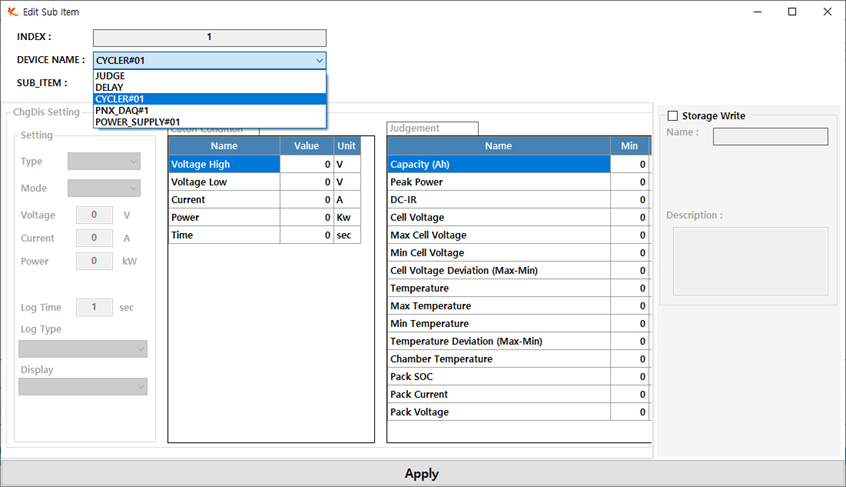 Edit Sub Item
INDEX :
1
DEVICE NAME :
CYCLER#01
SUB_ITEM :
JUDGE
DELAY
CYCLER#01
PNX_DAQ#1
POWER_SUPPLY#01
ChgDis Setting
Setting
Type
Mode
Voltage 0 V
Current 0 A
Power 0 kW
Log Time 1 sec
Log Type
Display
Cutoff Condition
Name Value Unit
Voltage High 0 V
Voltage Low 0 V
Current 0 A
Power 0 Kw
Time 0 sec
Judgement
Name Min
Capacity (Ah) 0
Peak Power 0
DC-IR 0
Cell Voltage 0
Max Cell Voltage 0
Min Cell Voltage 0
Cell Voltage Deviation (Max-Min) 0
Temperature 0
Max Temperature 0
Min Temperature 0
Temperature Deviation (Max-Min) 0
Chamber Temperature 0
Pack SOC 0
Pack Current 0
Pack Voltage 0
Storage Write
Name :
Description :
Apply